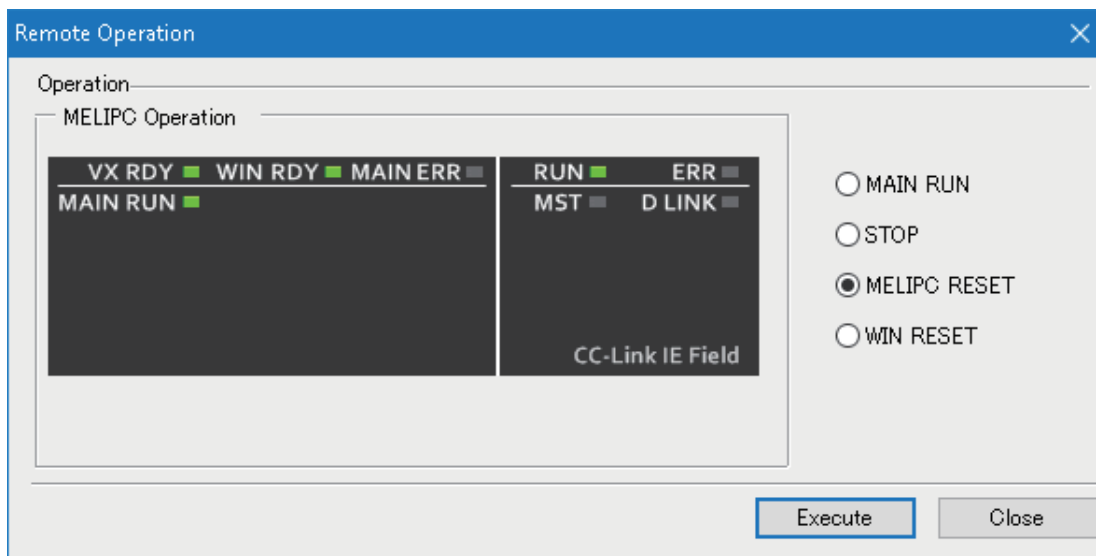 Remote Operation
Operation
MELIPC Operation
VX RDY WIN RDY MAIN ERR
MAIN RUN
RUN ERR
MST D LINK
CC-Link IE Field
MAIN RUN
STOP
MELIPC RESET
WIN RESET
Execute Close